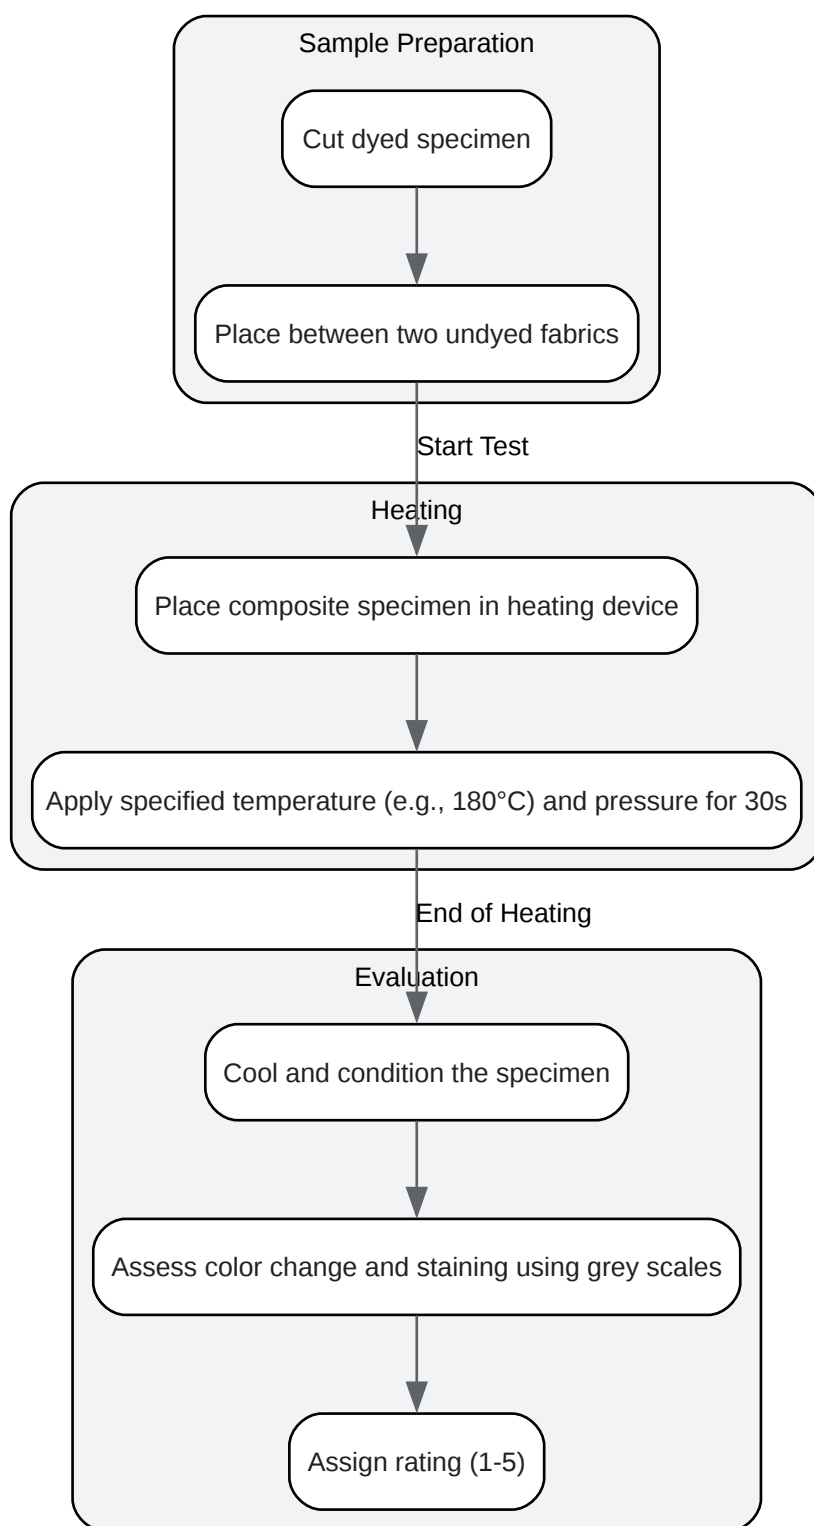 Sample Preparation
Cut dyed specimen
Place between two undyed fabrics
Start Test
Heating
Place composite specimen in heating device
Apply specified temperature (e.g., 180°C) and pressure for 30s
End of Heating
Evaluation
Cool and condition the specimen
Assess color change and staining using grey scales
Assign rating (1-5)